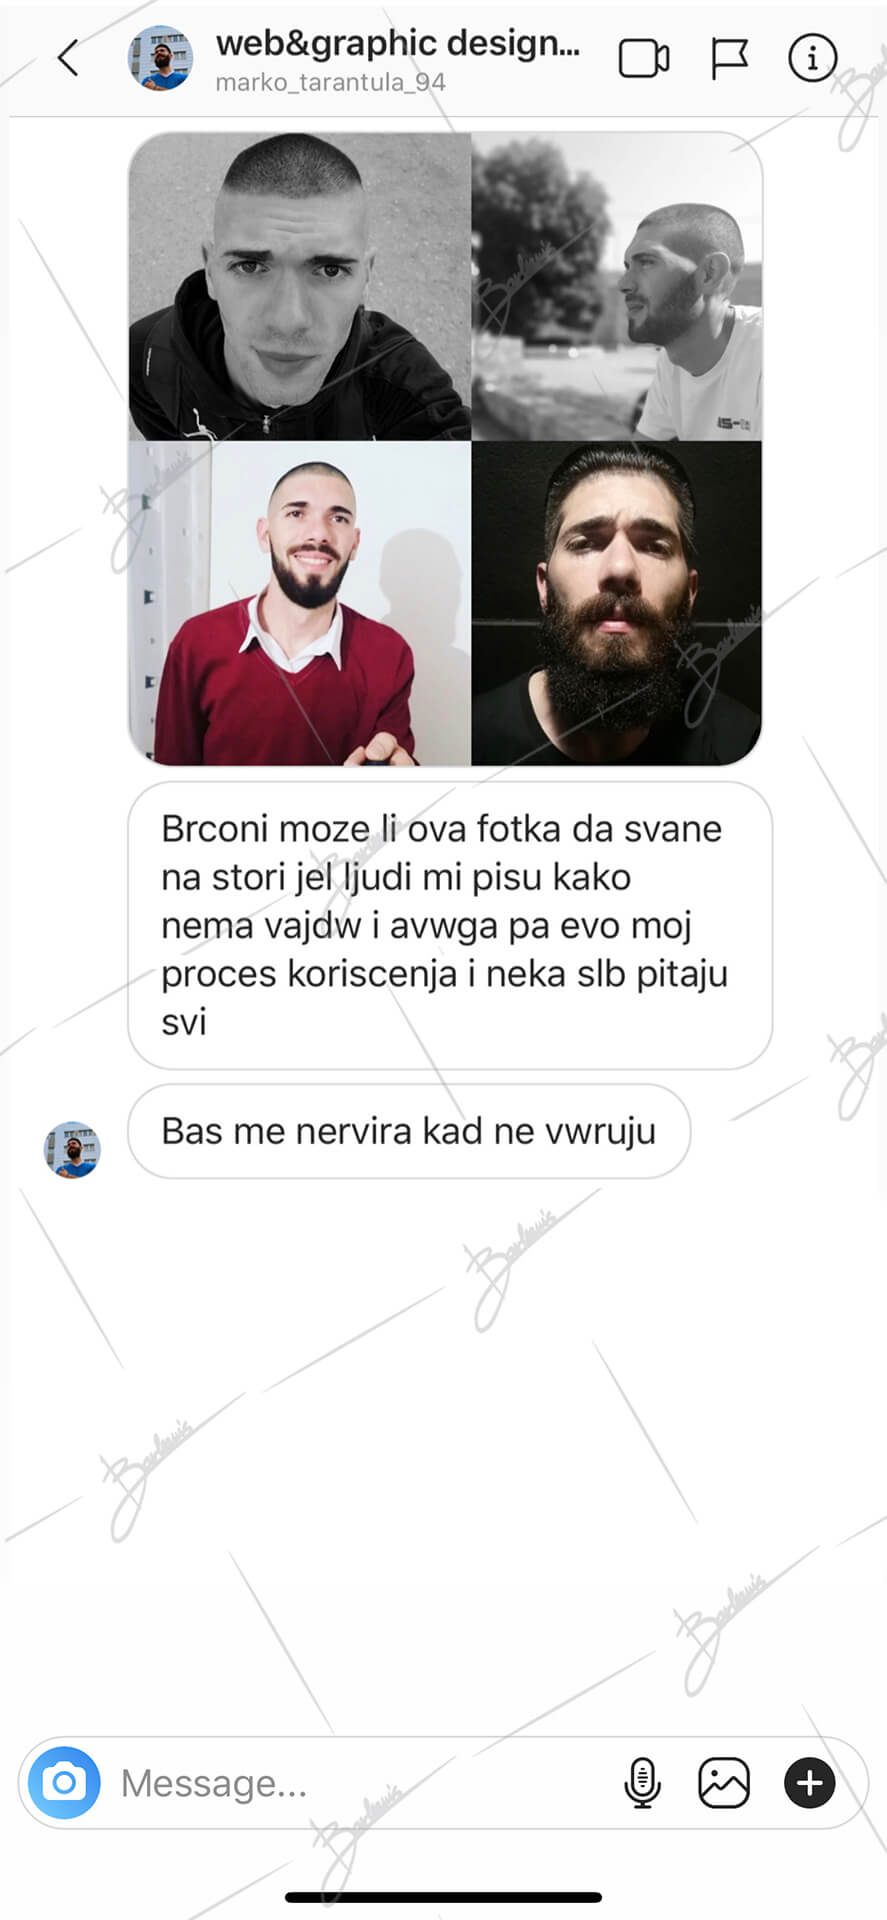 web&graphic design...
marko_tarantula_94
Brconi moze li ova fotka da svane
na stori jel ljudi mi pisu kako
nema vajdw i avwga pa evo moj
proces koriscenja i neka slb pitaju
svi
Bas me nervira kad ne vwruju
Message...